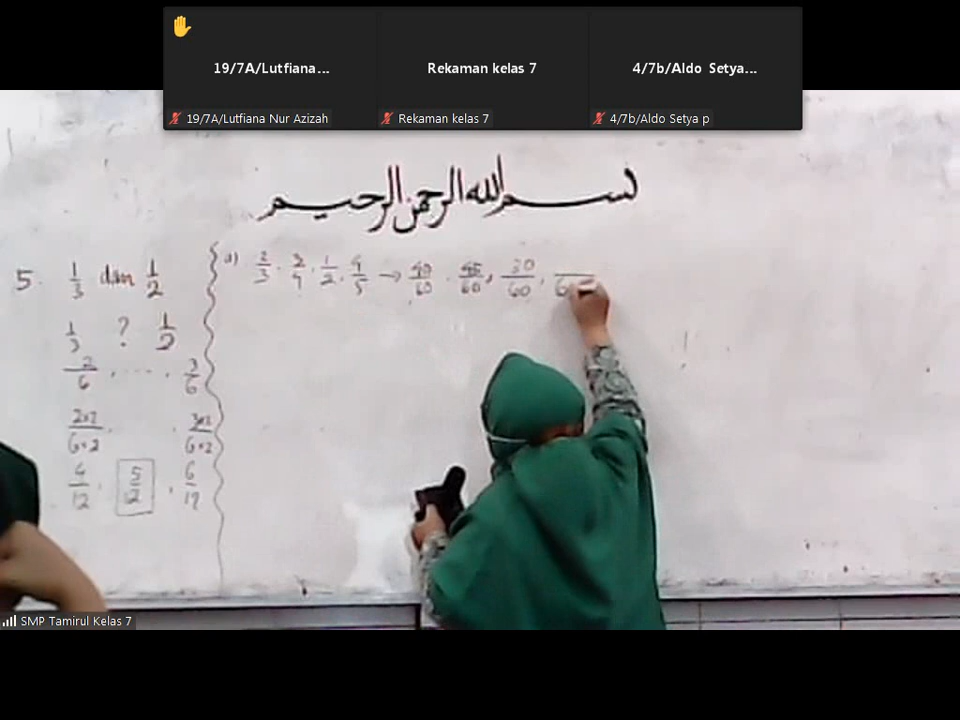 19/7A/Lutfiana...
Rekaman kelas 7
4/7b/Aldo Setya...
19/7A/Lutfiana Nur Azizah
Rekaman kelas 7
4/7b/Aldo Setya p
بسم الله الرحمن الرحيم
5. 1/3 dan 1/2
1/3 ? 1/2
2/6 , .... , 3/6
2×2/6×2 3×2/6×2
4/12 , 5/12 , 6/12
2/3 , 3/4 , 1/2 , 4/5 → 40/60 , 45/60 , 30/60 ,
SMP Tamirul Kelas 7